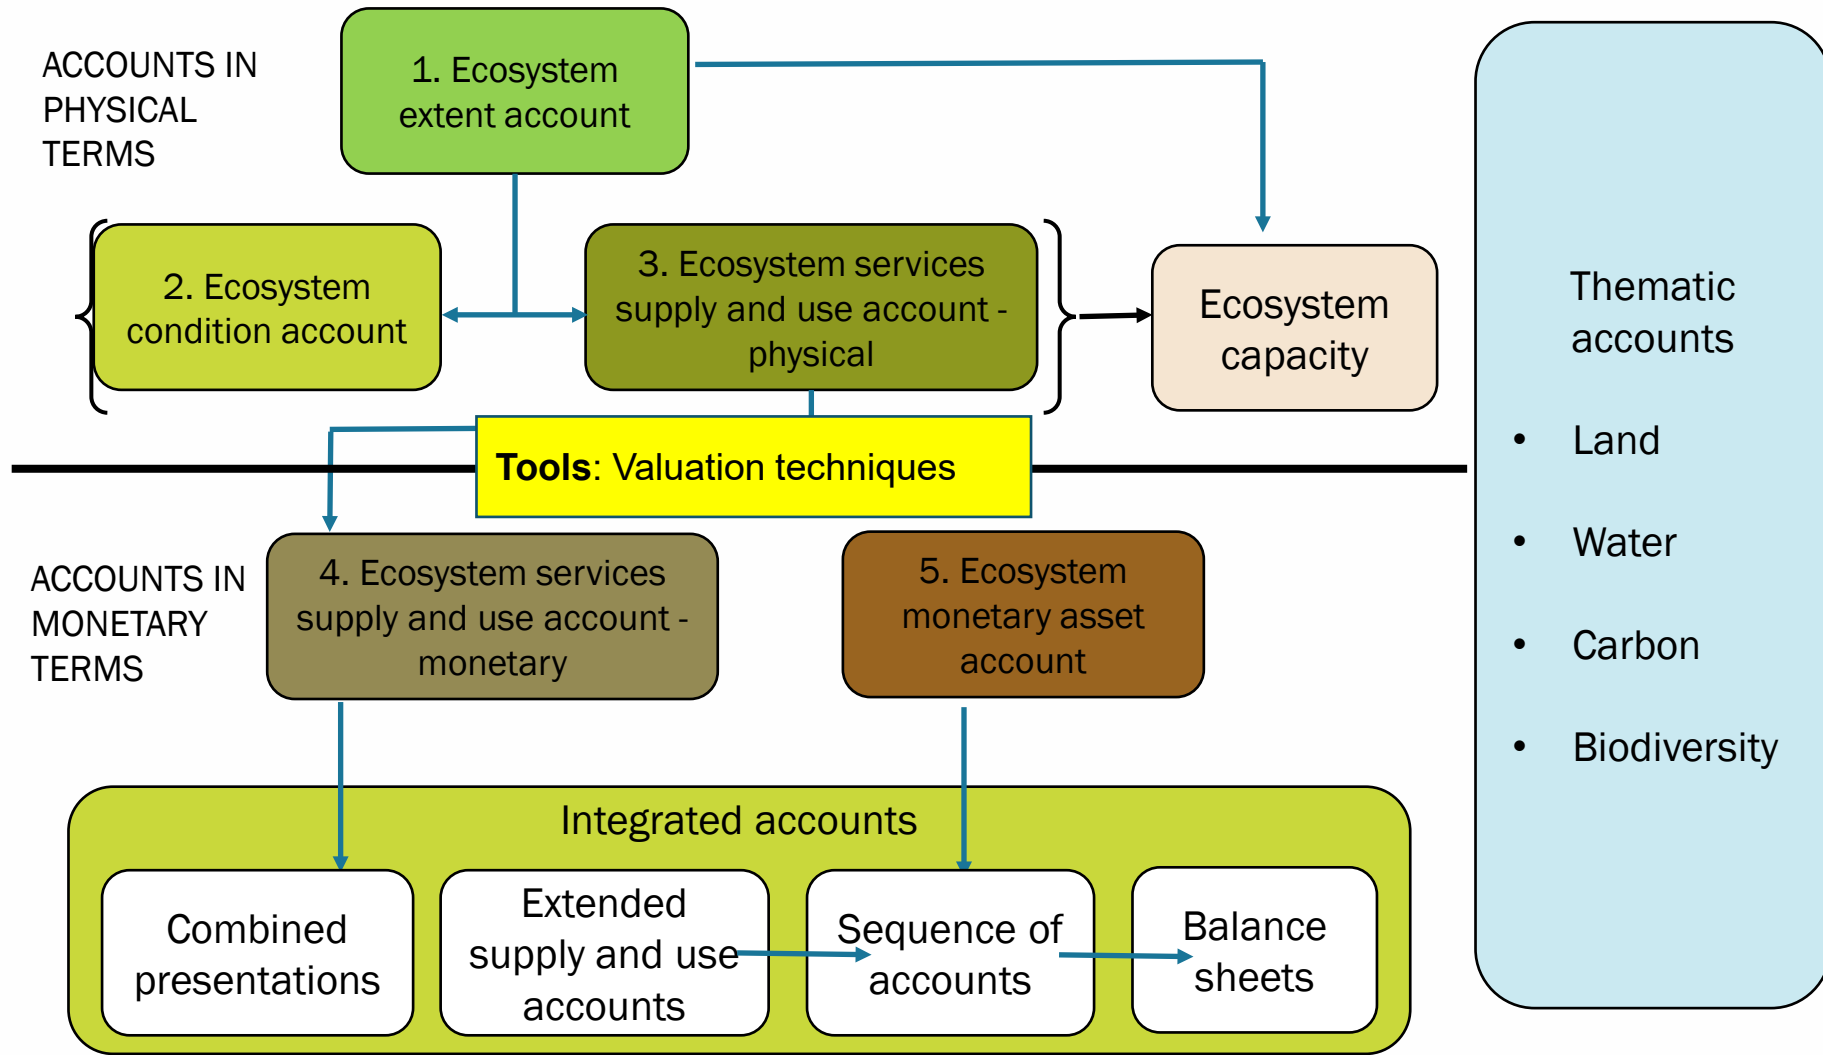 ACCOUNTS IN
PHYSICAL
TERMS
1. Ecosystem
extent account
2. Ecosystem
condition account
3. Ecosystem services
supply and use account -
physical
Ecosystem
capacity
Tools: Valuation techniques
ACCOUNTS IN
MONETARY
TERMS
4. Ecosystem services
supply and use account -
monetary
5. Ecosystem
monetary asset
account
Integrated accounts
Combined
presentations
Extended
supply and use
accounts
Sequence of
accounts
Balance
sheets
Thematic
accounts
• Land
• Water
• Carbon
• Biodiversity